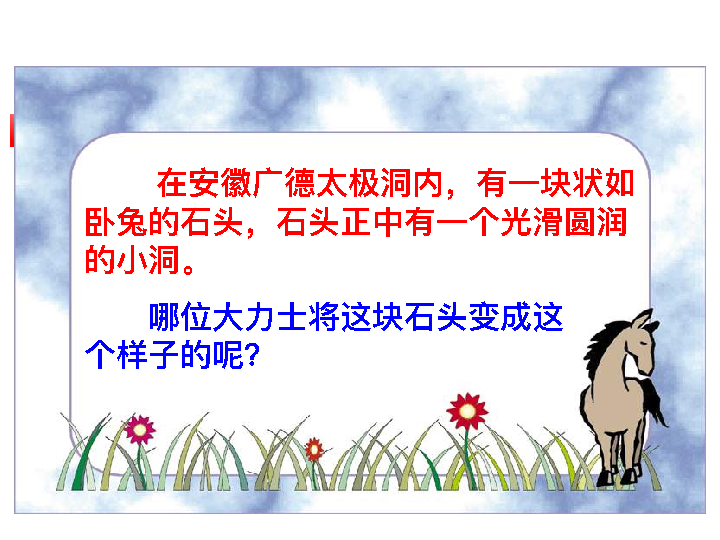 在安徽广德太极洞内，有一块状如
卧兔的石头，石头正中有一个光滑圆润
的小洞。
哪位大力士将这块石头变成这
个样子的呢？